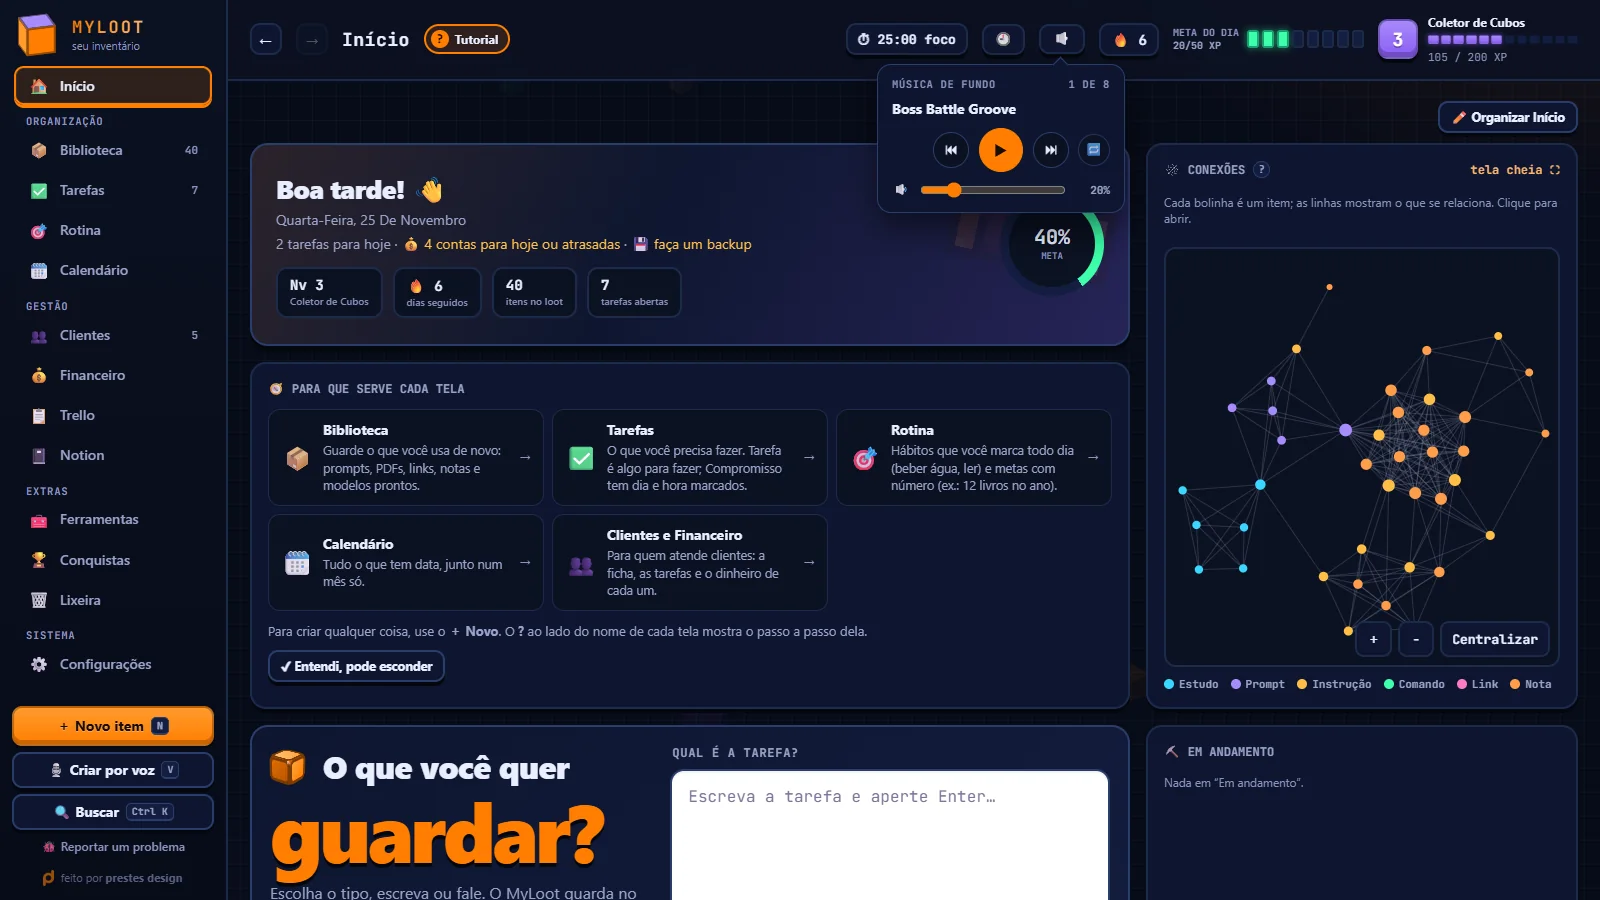 MYLOOT
seu inventário
Início
ORGANIZAÇÃO
Biblioteca 40
Tarefas 7
Rotina
Calendário
GESTÃO
Clientes 5
Financeiro
Trello
Notion
EXTRAS
Ferramentas
Conquistas
Lixeira
SISTEMA
Configurações
+ Novo item N
Criar por voz V
Buscar Ctrl K
Reportar um problema
feito por prestes design
← → Início ? Tutorial
25:00 foco
6
META DO DIA
20/50 XP
3
Coletor de Cubos
105 / 200 XP
MÚSICA DE FUNDO 1 DE 8
Boss Battle Groove
20%
Organizar Início
Boa tarde!
Quarta-Feira, 25 De Novembro
2 tarefas para hoje · 4 contas para hoje ou atrasadas · faça um backup
Nv 3
Coletor de Cubos
6
dias seguidos
40
itens no loot
7
tarefas abertas
40%
META
PARA QUE SERVE CADA TELA
Biblioteca
Guarde o que você usa de novo:
prompts, PDFs, links, notas e
modelos prontos.
→
Tarefas
O que você precisa fazer. Tarefa
é algo para fazer; Compromisso
tem dia e hora marcados.
→
Rotina
Hábitos que você marca todo dia
(beber água, ler) e metas com
número (ex.: 12 livros no ano).
→
Calendário
Tudo o que tem data, junto num
mês só.
→
Clientes e Financeiro
Para quem atende clientes: a
ficha, as tarefas e o dinheiro de
cada um.
→
Para criar qualquer coisa, use o + Novo. O ? ao lado do nome de cada tela mostra o passo a passo dela.
✓ Entendi, pode esconder
O que você quer
guardar?
Escolha o tipo, escreva ou fale. O MyLoot guarda no
QUAL É A TAREFA?
Escreva a tarefa e aperte Enter…
CONEXÕES ?
tela cheia
Cada bolinha é um item; as linhas mostram o que se relaciona. Clique para
abrir.
+ - Centralizar
Estudo Prompt Instrução Comando Link Nota
EM ANDAMENTO
Nada em “Em andamento”.